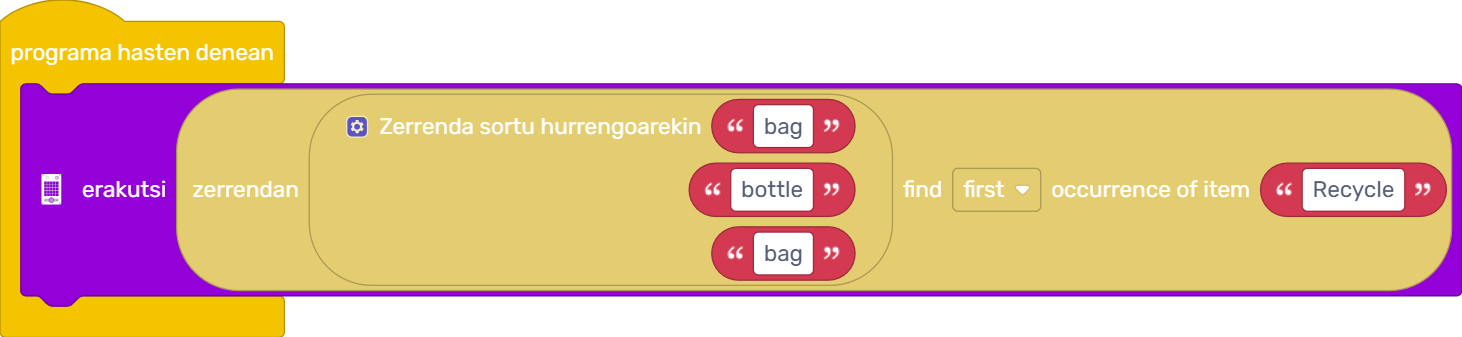 programa hasten denean
Zerrenda sortu hurrengoarekin “ bag ”
erakutsi zerrendan “ bottle ” find first occurrence of item “ Recycle ”
“ bag ”